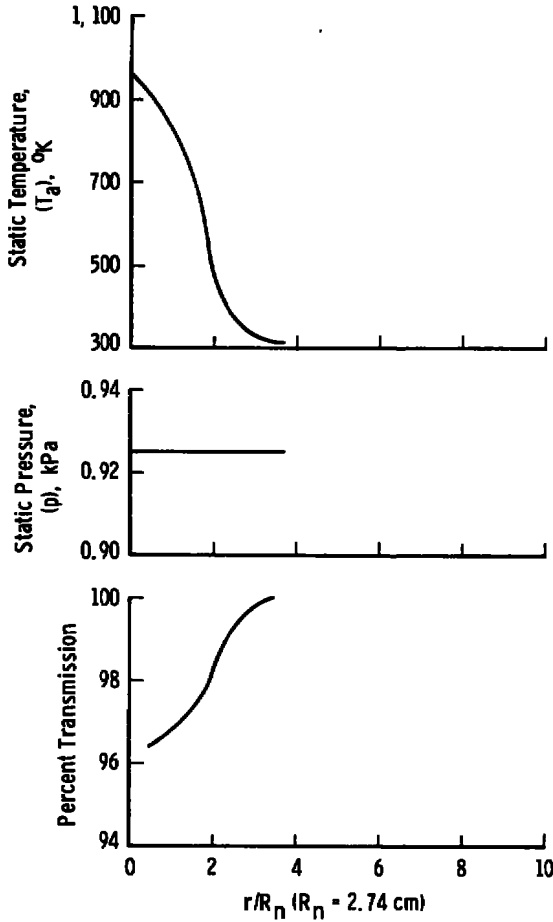 1,100
900
700
500
300
Static Temperature,
(Ta), °K
0.94
0.92
0.90
Static Pressure,
(p), kPa
100
98
96
94
Percent Transmission
0 2 4 6 8 10
r/Rn (Rn = 2.74 cm)